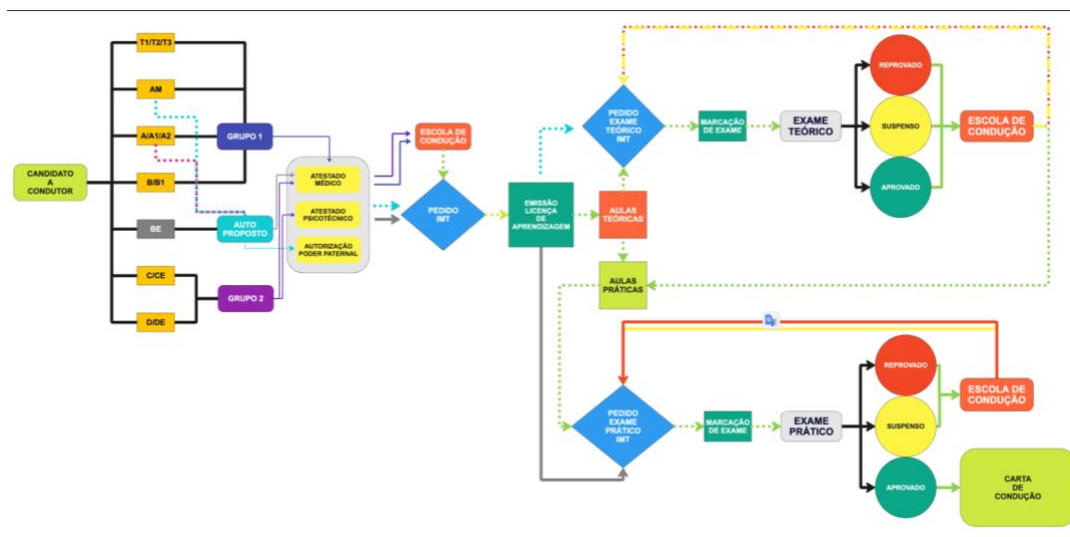 CANDIDATO
A
CONDUTOR
T1/T2/T3
AM
A/A1/A2
B/B1
BE
C/CE
D/DE
GRUPO 1
AUTO
PROPOSTO
GRUPO 2
ATESTADO
MÉDICO
ATESTADO
PSICOTÉCNICO
AUTORIZAÇÃO
PODER PATERNAL
ESCOLA DE
CONDUÇÃO
PEDIDO
IMT
EMISSÃO
LICENÇA
DE
APRENDIZAGEM
AULAS
TEÓRICAS
AULAS
PRÁTICAS
PEDIDO
EXAME
TEÓRICO
IMT
MARCAÇÃO
DE EXAME
EXAME
TEÓRICO
REPROVADO
SUSPENSO
APROVADO
ESCOLA DE
CONDUÇÃO
PEDIDO
EXAME
PRÁTICO
IMT
MARCAÇÃO
DE EXAME
EXAME
PRÁTICO
REPROVADO
SUSPENSO
APROVADO
ESCOLA DE
CONDUÇÃO
CARTA
DE
CONDUÇÃO